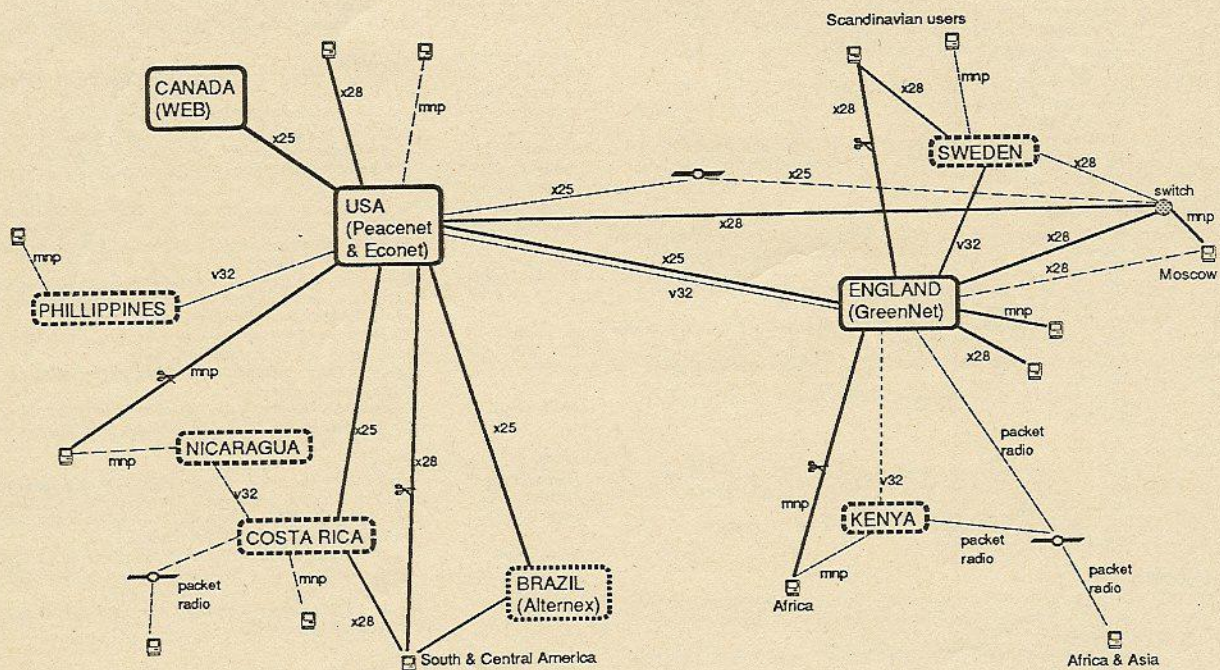 Scandinavian users
CANADA
(WEB)
x28
mnp
x28
x28
mnp
x25
SWEDEN
x28
x25
x25
switch
USA
(Peacenet
& Econet)
x28
mnp
mnp
v32
x28
x25
v32
v32
x28
Moscow
PHILLIPPINES
ENGLAND
(GreenNet)
mnp
x28
mnp
x25
x25
NICARAGUA
packet
radio
mnp
x28
v32
v32
mnp
COSTA RICA
KENYA
packet
radio
mnp
packet
radio
BRAZIL
(Alternex)
mnp
packet
radio
Africa
x28
South & Central America
Africa & Asia